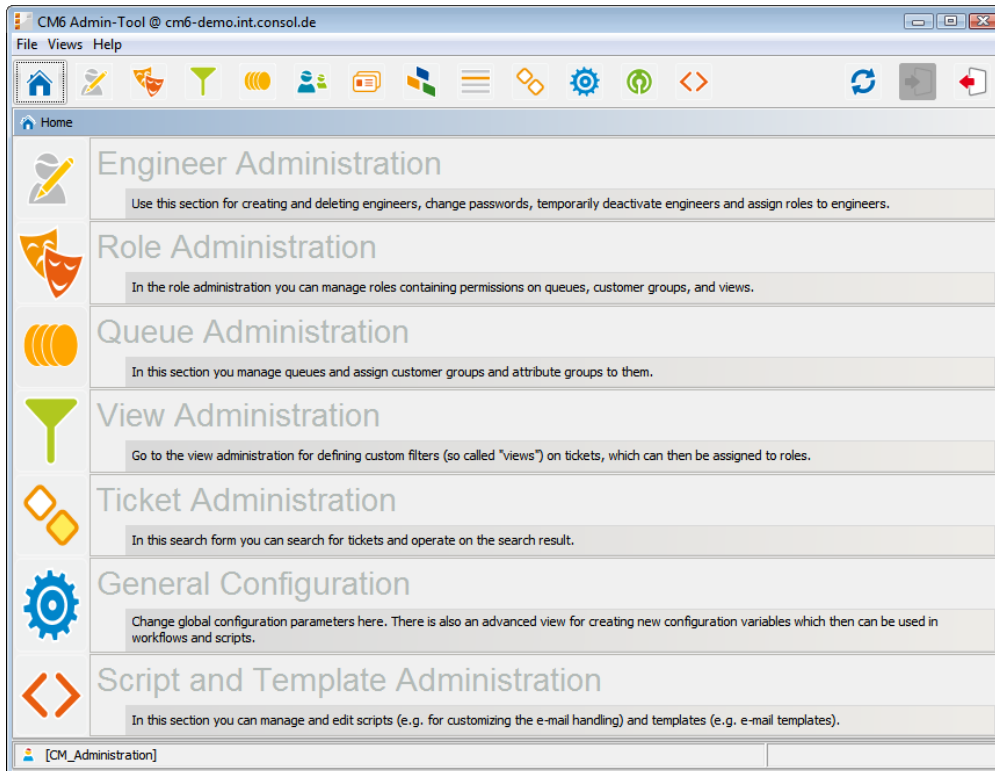 CM6 Admin-Tool @ cm6-demo.int.consol.de
File Views Help
Home
Engineer Administration
Use this section for creating and deleting engineers, change passwords, temporarily deactivate engineers and assign roles to engineers.
Role Administration
In the role administration you can manage roles containing permissions on queues, customer groups, and views.
Queue Administration
In this section you manage queues and assign customer groups and attribute groups to them.
View Administration
Go to the view administration for defining custom filters (so called "views") on tickets, which can then be assigned to roles.
Ticket Administration
In this search form you can search for tickets and operate on the search result.
General Configuration
Change global configuration parameters here. There is also an advanced view for creating new configuration variables which then can be used in
workflows and scripts.
Script and Template Administration
In this section you can manage and edit scripts (e.g. for customizing the e-mail handling) and templates (e.g. e-mail templates).
[CM_Administration]